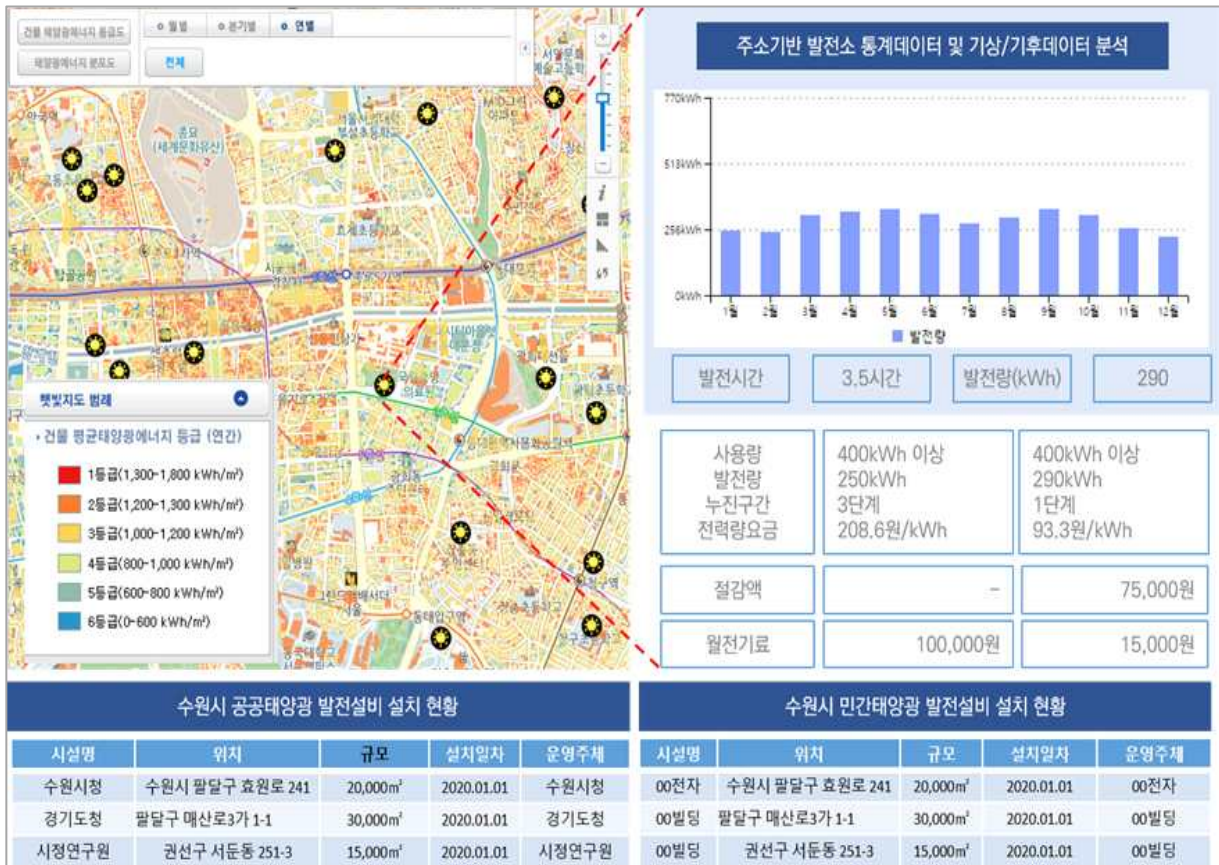 건물 태양광에너지 등급도
태양광에너지 분포도
월별
분기별
연별
전체
종묘
(세계문화유산)
효제초등학교
탑골공원
햇빛지도 범례
건물 평균태양광에너지 등급 (연간)
1등급(1,300~1,800 kWh/m²)
2등급(1,200~1,300 kWh/m²)
3등급(1,000~1,200 kWh/m²)
4등급(800~1,000 kWh/m²)
5등급(600~800 kWh/m²)
6등급(0~600 kWh/m²)
주소기반 발전소 통계데이터 및 기상/기후데이터 분석
770kWh
513kWh
256kWh
0kWh
1월 2월 3월 4월 5월 6월 7월 8월 9월 10월 11월 12월
발전량
발전시간 3.5시간 발전량(kWh) 290
사용량 400kWh 이상 400kWh 이상
발전량 250kWh 290kWh
누진구간 3단계 1단계
전력량요금 208.6원/kWh 93.3원/kWh
절감액 - 75,000원
월전기료 100,000원 15,000원
수원시 공공태양광 발전설비 설치 현황
시설명 위치 규모 설치일차 운영주체
수원시청 수원시 팔달구 효원로 241 20,000㎡ 2020.01.01 수원시청
경기도청 팔달구 매산로3가 1-1 30,000㎡ 2020.01.01 경기도청
시정연구원 권선구 서둔동 251-3 15,000㎡ 2020.01.01 시정연구원
수원시 민간태양광 발전설비 설치 현황
시설명 위치 규모 설치일차 운영주체
00전자 수원시 팔달구 효원로 241 20,000㎡ 2020.01.01 00전자
00빌딩 팔달구 매산로3가 1-1 30,000㎡ 2020.01.01 00빌딩
00빌딩 권선구 서둔동 251-3 15,000㎡ 2020.01.01 00빌딩